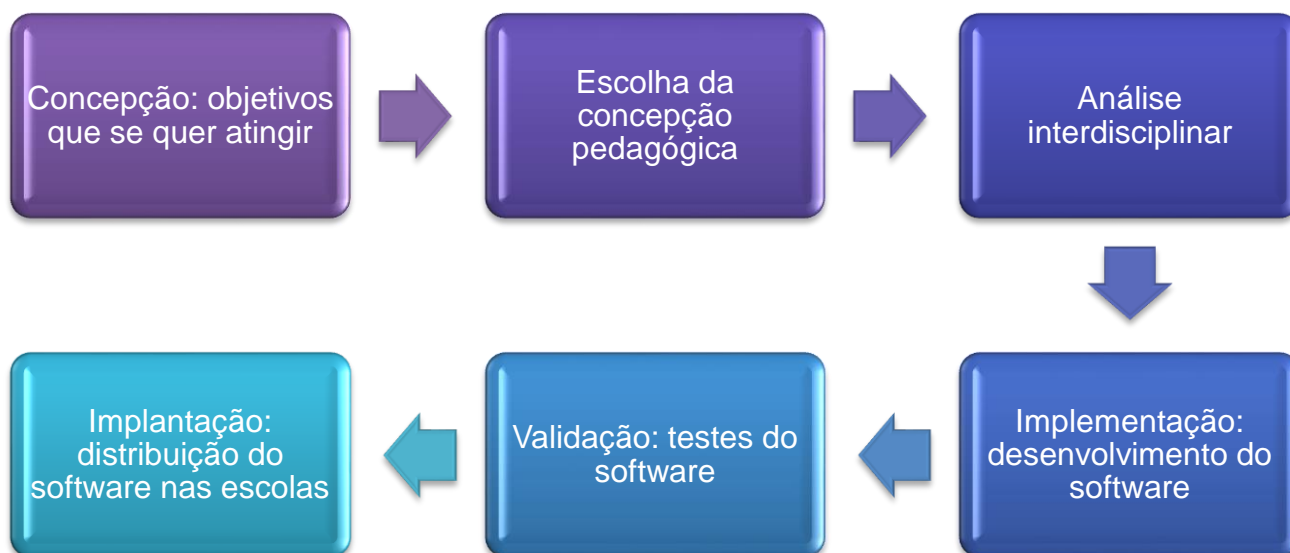 Concepção: objetivos
que se quer atingir
Escolha da
concepção
pedagógica
Análise
interdisciplinar
Implementação:
desenvolvimento do
software
Validação: testes do
software
Implantação:
distribuição do
software nas escolas